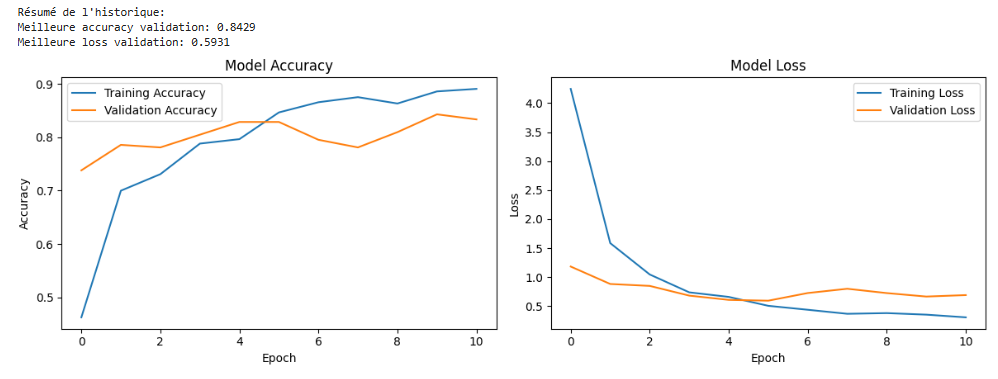 Résumé de l'historique:
Meilleure accuracy validation: 0.8429
Meilleure loss validation: 0.5931
Model Accuracy
Training Accuracy
Validation Accuracy
0.9
0.8
0.7
0.6
0.5
Accuracy
0 2 4 6 8 10
Epoch
Model Loss
Training Loss
Validation Loss
4.0
3.5
3.0
2.5
2.0
1.5
1.0
0.5
Loss
0 2 4 6 8 10
Epoch